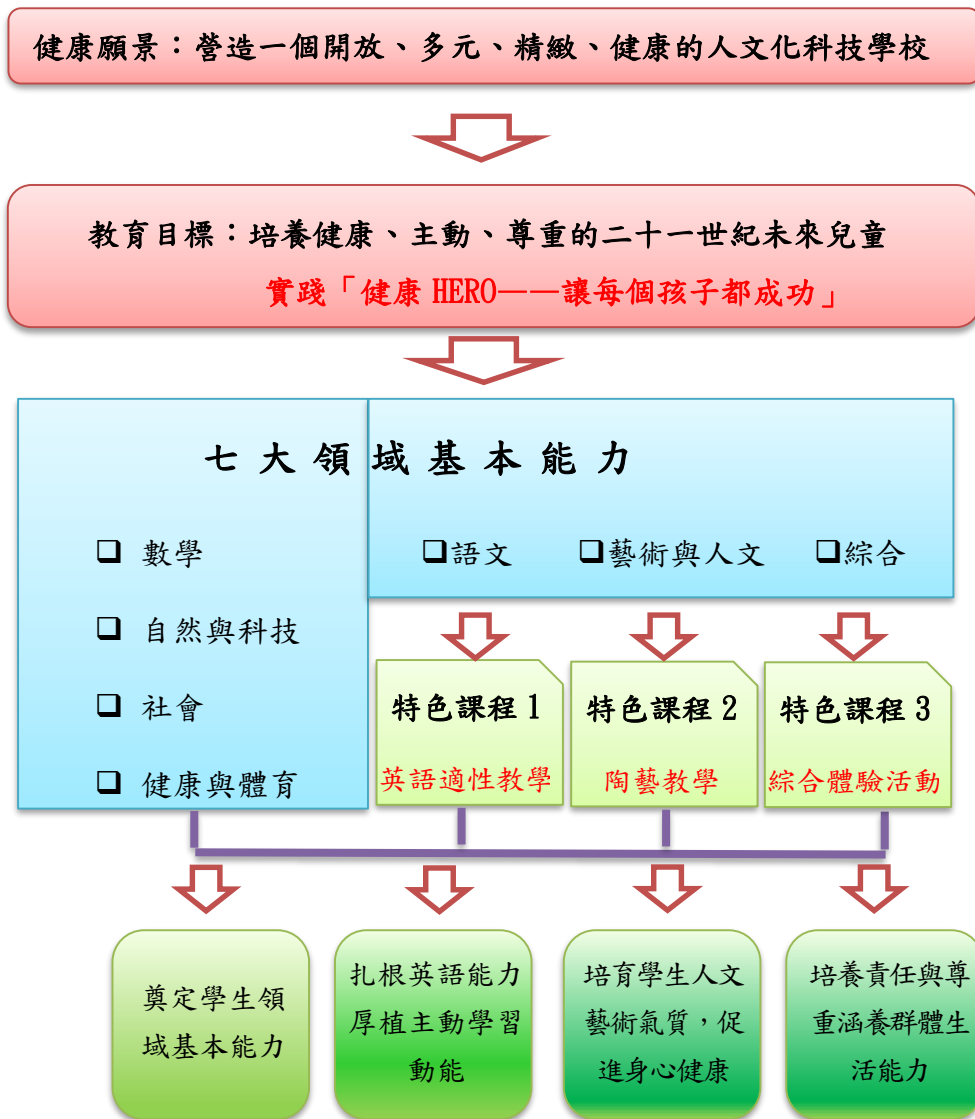 健康願景：營造一個開放、多元、精緻、健康的人文化科技學校
教育目標：培養健康、主動、尊重的二十一世紀未來兒童
實踐「健康 HERO——讓每個孩子都成功」
七大領域基本能力
❑ 數學
❑ 自然與科技
❑ 社會
❑ 健康與體育
❑語文 ❑藝術與人文 ❑綜合
特色課程 1
英語適性教學
特色課程 2
陶藝教學
特色課程 3
綜合體驗活動
奠定學生領
域基本能力
扎根英語能力
厚植主動學習
動能
培育學生人文
藝術氣质，促
進身心健康
培養責任與尊
重涵養群體生
活能力